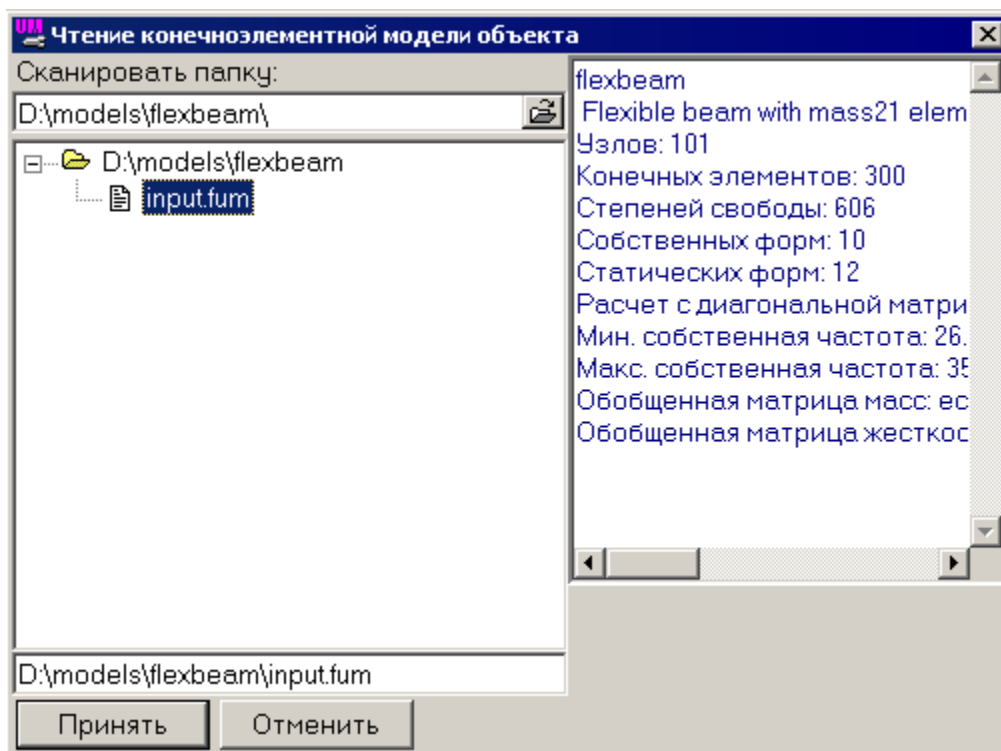 UM Чтение конечноэлементной модели объекта
Сканировать папку:
D:\models\flexbeam\
D:\models\flexbeam
input.fum
D:\models\flexbeam\input.fum
Принять Отменить
flexbeam
Flexible beam with mass21 elem
Узлов: 101
Конечных элементов: 300
Степеней свободы: 606
Собственных форм: 10
Статических форм: 12
Расчет с диагональной матри
Мин. собственная частота: 26.
Макс. собственная частота: 35
Обобщенная матрица масс: ес
Обобщенная матрица жесткос